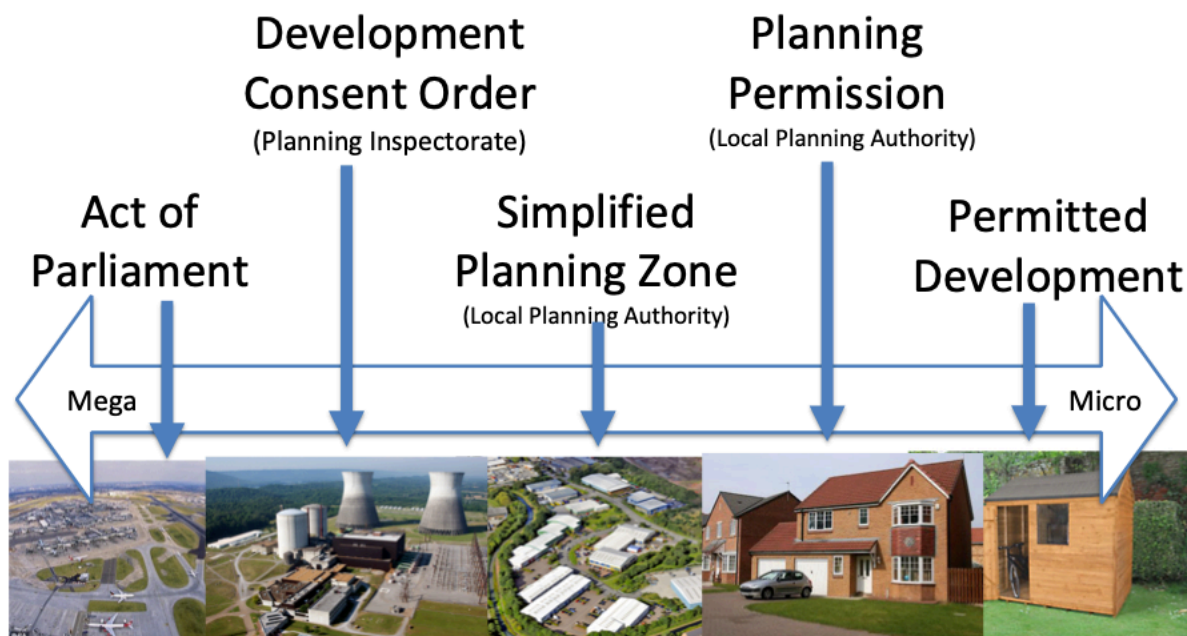 Development
Consent Order
(Planning Inspectorate)
Planning
Permission
(Local Planning Authority)
Act of
Parliament
Simplified
Planning Zone
(Local Planning Authority)
Permitted
Development
Mega
Micro